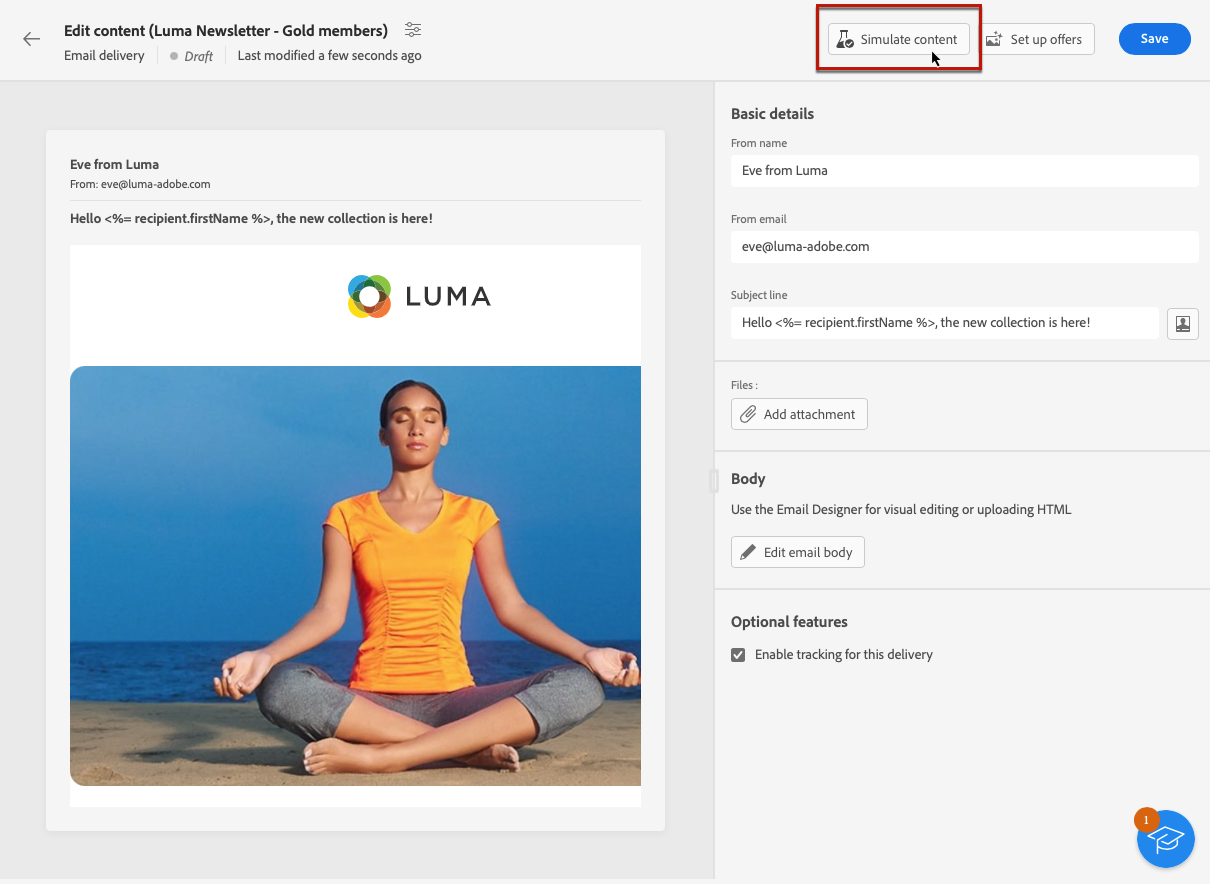 Edit content (Luma Newsletter - Gold members)
Email delivery
Draft
Last modified a few seconds ago
Simulate content
Set up offers
Save
Eve from Luma
From: eve@luma-adobe.com
Hello <%= recipient.firstName %>, the new collection is here!
LUMA
Basic details
From name
Eve from Luma
From email
eve@luma-adobe.com
Subject line
Hello <%= recipient.firstName %>, the new collection is here!
Files :
Add attachment
Body
Use the Email Designer for visual editing or uploading HTML
Edit email body
Optional features
Enable tracking for this delivery
1